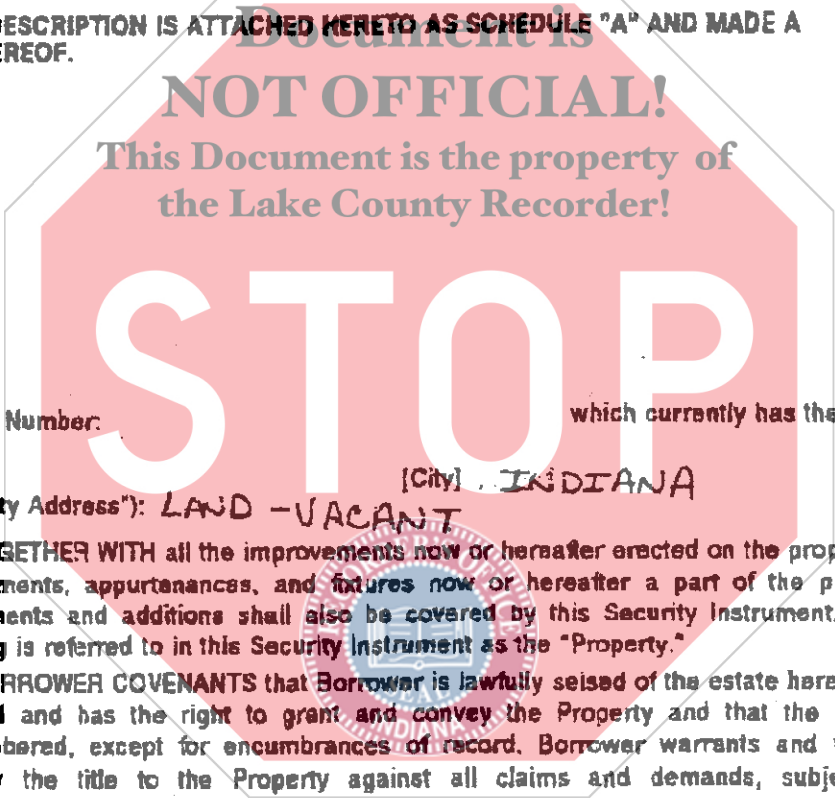 DESCRIPTION IS ATTACHED HERETO AS SCHEDULE "A" AND MADE A
EREOF.
Document is
NOT OFFICIAL!
This Document is the property of
the Lake County Recorder!
STOP
Number: which currently has the
[City] , INDIANA
ty Address"): LAND - VACANT
GETHER WITH all the improvements now or hereafter erected on the prop
ments, appurtenances, and fixtures now or hereafter a part of the p
ments and additions shall also be covered by this Security Instrument.
g is referred to in this Security Instrument as the "Property."
RROWER COVENANTS that Borrower is lawfully seised of the estate here
d and has the right to grant and convey the Property and that the
bered, except for encumbrances of record. Borrower warrants and
the title to the Property against all claims and demands, subje
RECORDER OF THE
INDIANA